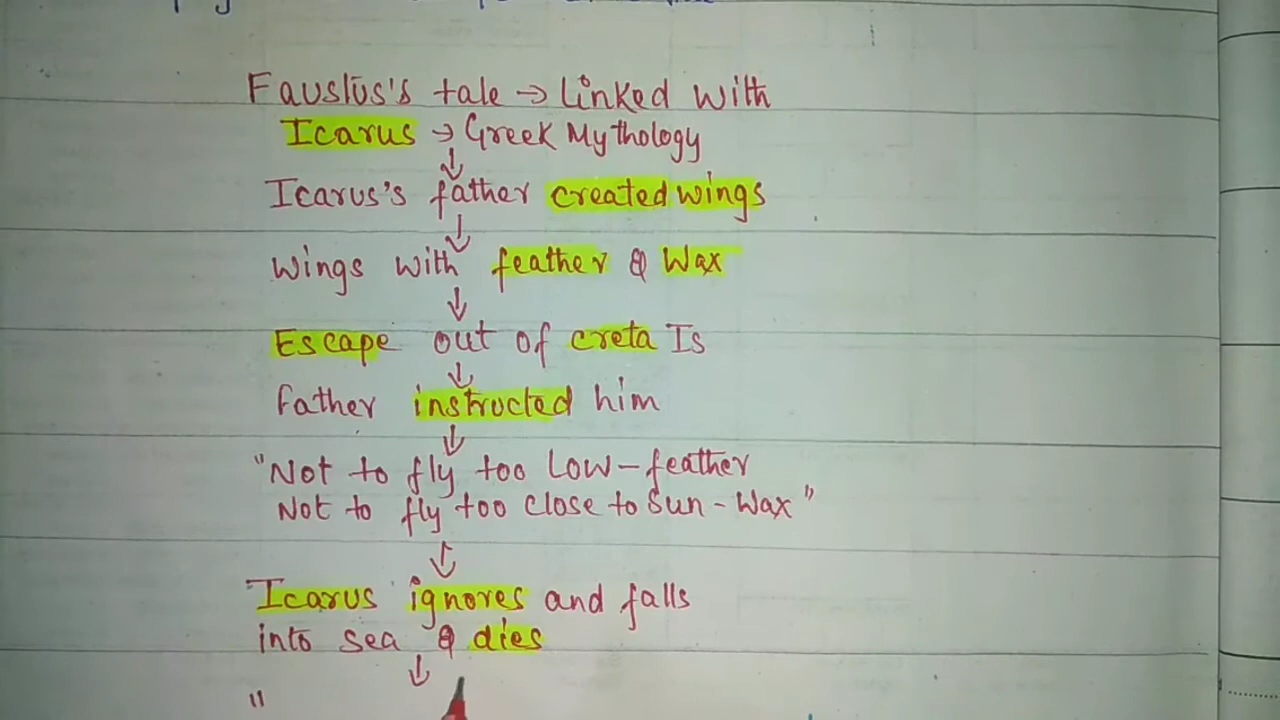 Faustus's tale → Linked with
Icarus → Greek Mythology
↓
Icarus's father created wings
↓
Wings with feather & Wax
↓
Escape out of creta Is
↓
father instructed him
↓
"Not to fly too Low-feather
Not to fly too close to Sun - Wax"
↓
Icarus ignores and falls
into sea & dies
↓
"